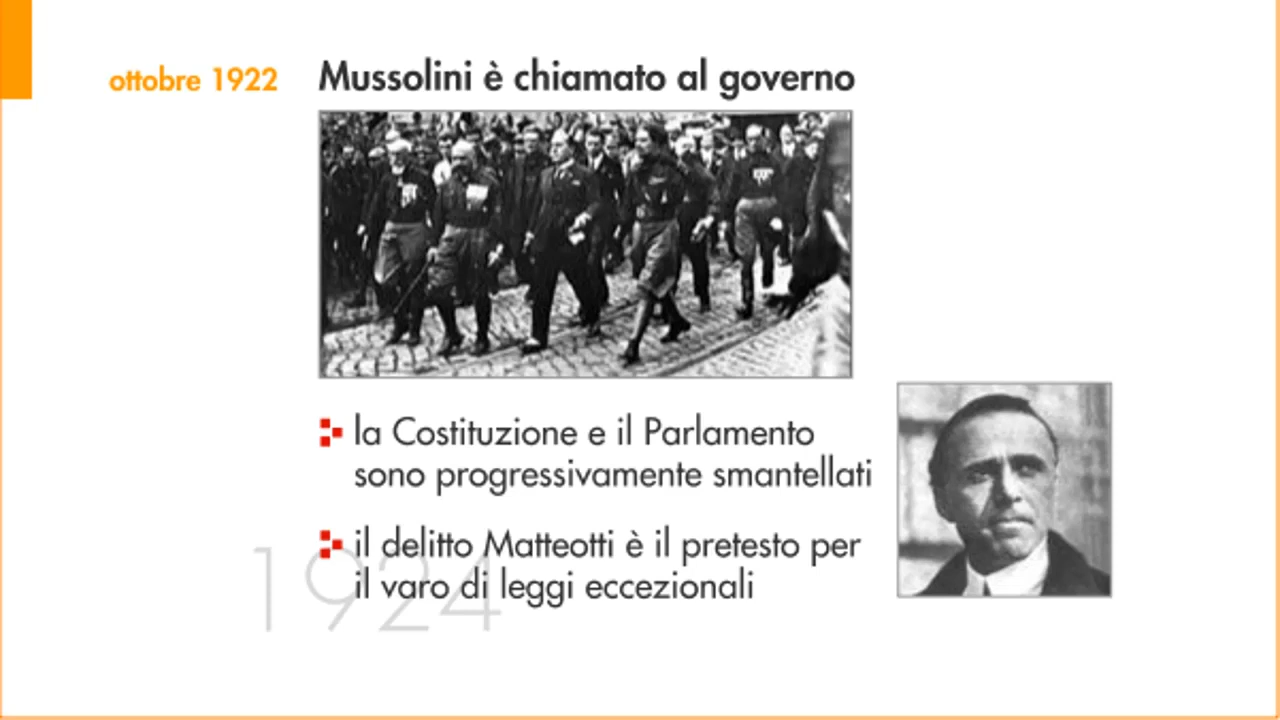 ottobre 1922
Mussolini è chiamato al governo
la Costituzione e il Parlamento
sono progressivamente smantellati
il delitto Matteotti è il pretesto per
il varo di leggi eccezionali
1924